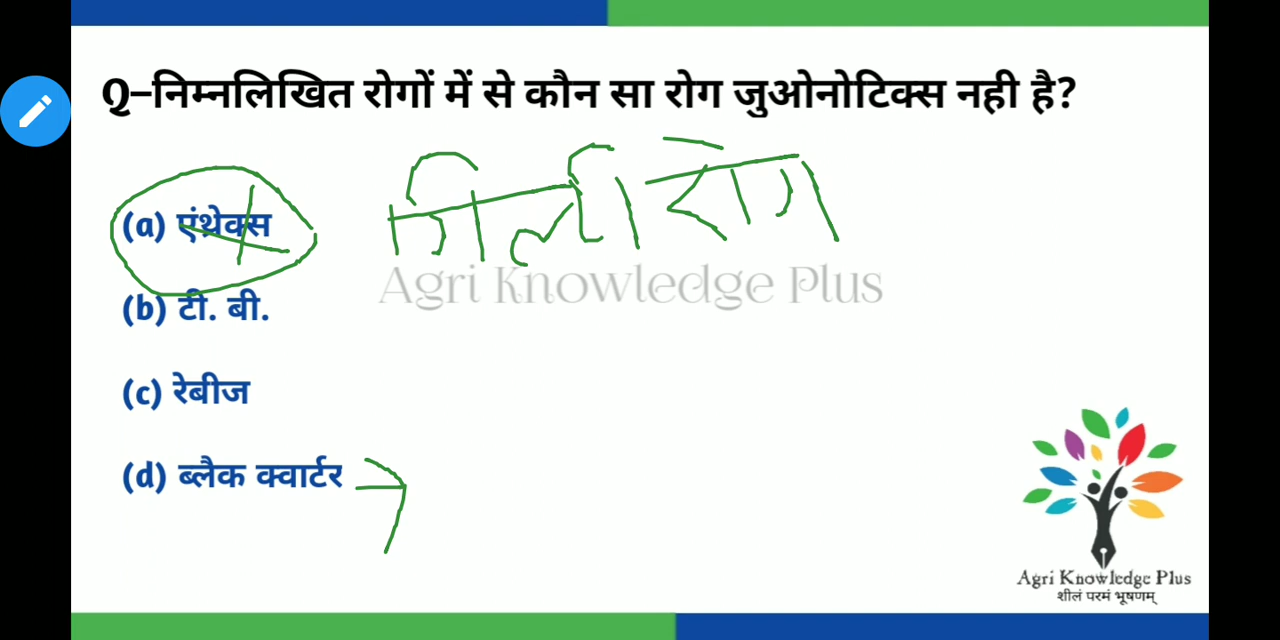 Q–निम्नलिखित रोगों में से कौन सा रोग जुओनोटिक्स नही है?
(a) एंथ्रेक्स
गिल्टी रोग
Agri Knowledge Plus
(b) टी. बी.
(c) रेबीज
(d) ब्लैक क्वार्टर
Agri Knowledge Plus
शीलं परमं भूषणम्